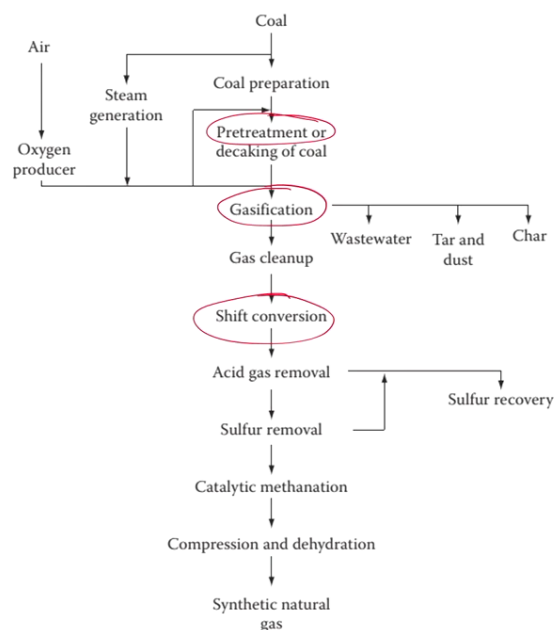 Coal
Air
Coal preparation
Steam
generation
Pretreatment or
decaking of coal
Oxygen
producer
Gasification
Wastewater
Tar and
dust
Char
Gas cleanup
Shift conversion
Acid gas removal
Sulfur recovery
Sulfur removal
Catalytic methanation
Compression and dehydration
Synthetic natural
gas